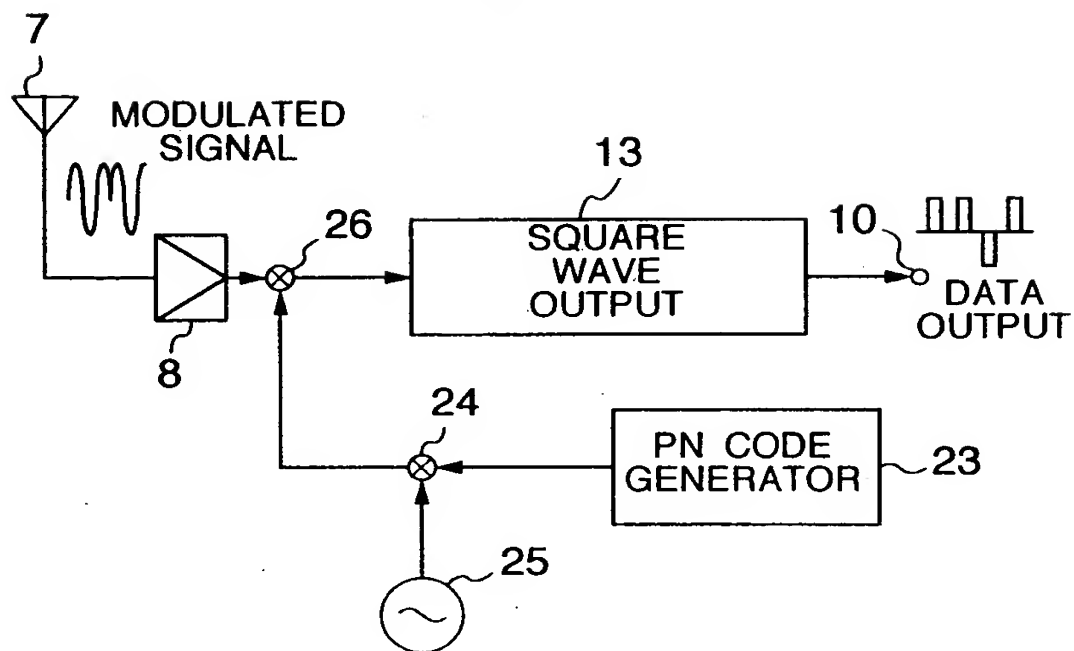 7
MODULATED
SIGNAL
13
26
SQUARE
WAVE
OUTPUT
10
DATA
OUTPUT
8
24
PN CODE
GENERATOR
23
25